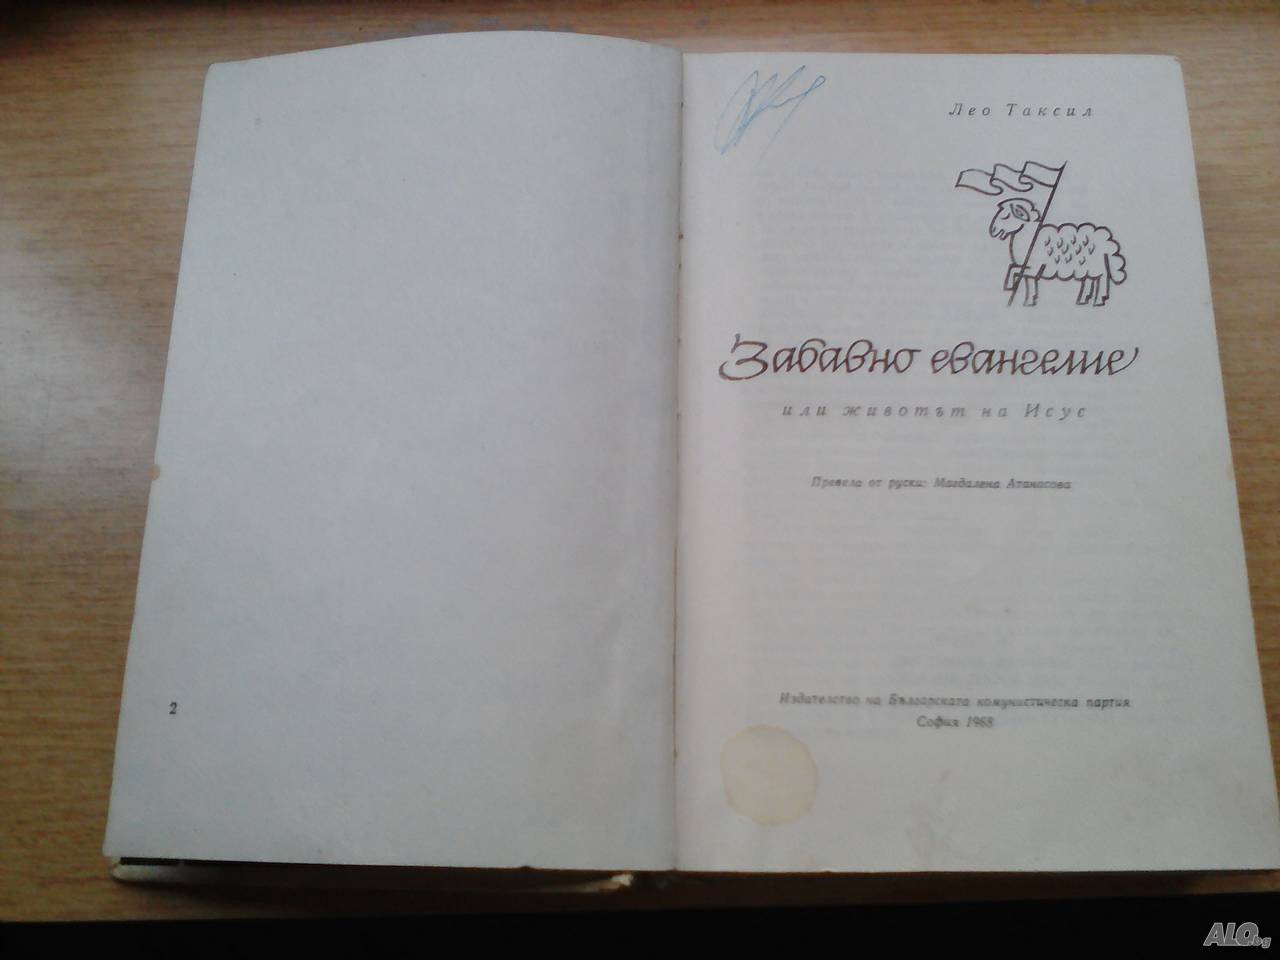 Лео Таксил
Забавно евангелие
или животът на Исус
Превела от руски: Магдалена Атанасова
Издателство на Българската комунистическа партия
София 1968
2
ALO.bg